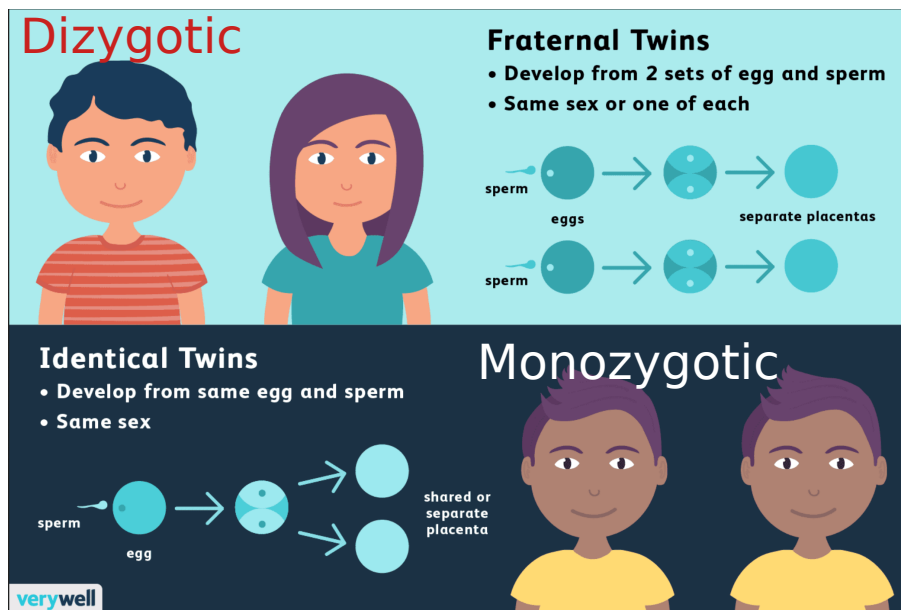 Dizygotic
Fraternal Twins
• Develop from 2 sets of egg and sperm
• Same sex or one of each
sperm
eggs
separate placentas
sperm
Identical Twins
• Develop from same egg and sperm
• Same sex
Monozygotic
sperm
egg
shared or
separate
placenta
verywell